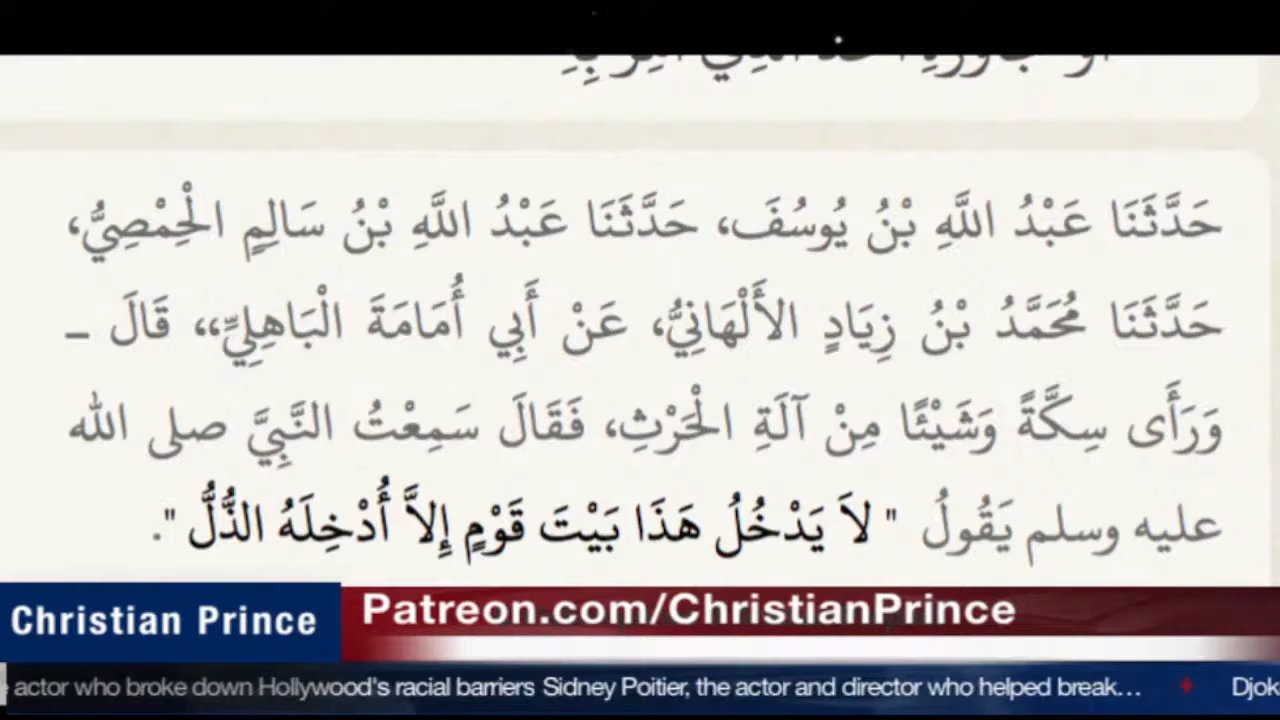 حَدَّثَنَا عَبْدُ اللَّهِ بْنُ يُوسُفَ، حَدَّثَنَا عَبْدُ اللَّهِ بْنُ سَالِمٍ الْحِمْصِيُّ،
حَدَّثَنَا مُحَمَّدُ بْنُ زِيَادٍ الأَلْهَانِيُّ، عَنْ أَبِي أُمَامَةَ الْبَاهِلِيِّ،، قَالَ ـ
وَرَأَى سِكَّةً وَشَيْئًا مِنْ آلَةِ الْحَرْثِ، فَقَالَ سَمِعْتُ النَّبِيَّ صلى الله
عليه وسلم يَقُولُ " لاَ يَدْخُلُ هَذَا بَيْتَ قَوْمٍ إِلاَّ أُدْخِلَهُ الذُّلُّ ".
Christian Prince
Patreon.com/ChristianPrince
actor who broke down Hollywood's racial barriers Sidney Poitier, the actor and director who helped break… Djok